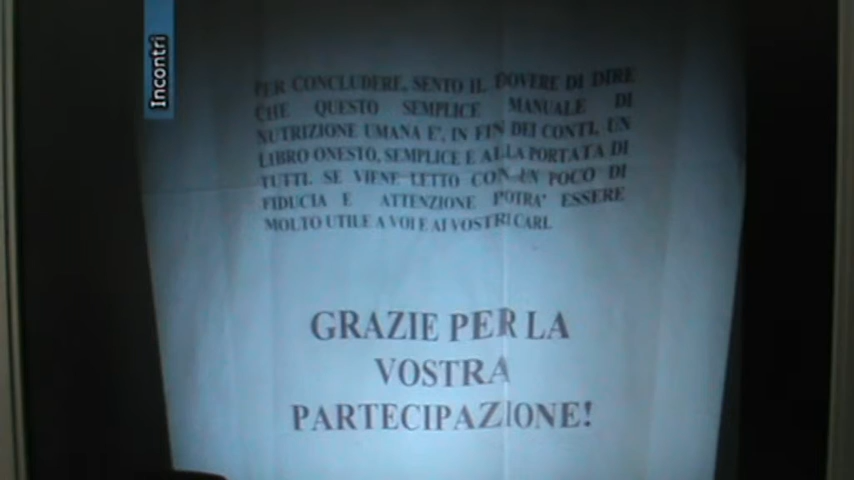 Incontri
PER CONCLUDERE, SENTO IL DOVERE DI DIRE
CHE QUESTO SEMPLICE MANUALE DI
NUTRIZIONE UMANA E', IN FIN DEI CONTI, UN
LIBRO ONESTO, SEMPLICE E ALLA PORTATA DI
TUTTI. SE VIENE LETTO CON UN POCO DI
FIDUCIA E ATTENZIONE POTRA' ESSERE
MOLTO UTILE A VOI E AI VOSTRI CARI.
GRAZIE PER LA
VOSTRA
PARTECIPAZIONE!